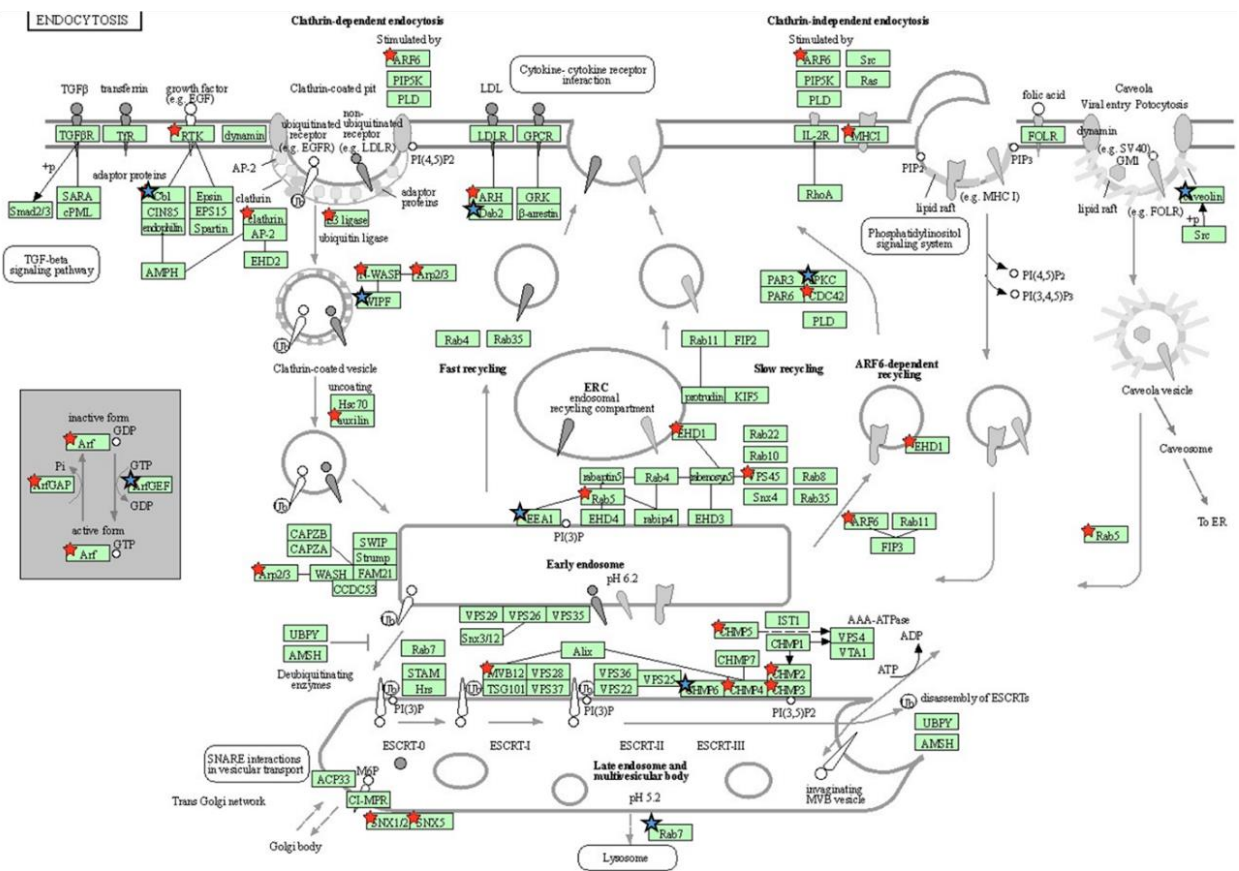 ENDOCYTOSIS
Clathrin-dependent endocytosis
Clathrin-independent endocytosis
Stimulated by
ARF6
PIP5K
PLD
Cytokine- cytokine receptor
interaction
Stimulated by
ARF6
Src
PIP5K
Ras
PLD
TGFβ
transferrin
growth factor
(e.g. EGF)
Clathrin-coated pit
LDL
folic acid
Caveola
Viral entry
Potocytosis
TGFβR
TfR
RTK
dynamin
ubiquitinated
receptor
(e.g. EGFR)
non-
ubiquitinated
receptor
(e.g. LDLR)
LDLR
GPCR
IL-2R
MHCI
FOLR
dynamin
(e.g. SV40)
GM1
+p
AP-2
PI(4,5)P2
PIP2
PIP3
adaptor proteins
adaptor
proteins
SARA
cPML
Smad2/3
Cbl
CIN85
endophilin
Epsin
EPS15
Spartin
clathrin
clathrin
AP-2
EHD2
AMPH
Ub
E3 ligase
ubiquitin ligase
ARH
Dab2
GRK
β-arrestin
RhoA
lipid raft
(e.g. MHC I)
lipid raft
(e.g. FOLR)
caveolin
+p
Src
TGF-beta
signaling pathway
Phosphatidylinositol
signaling system
N-WASP
Arp2/3
WIPF
PAR3
PKC
PAR6
CDC42
PLD
PI(4,5)P2
PI(3,4,5)P3
Ub
Rab4
Rab35
Rab11
FIP2
Clathrin-coated vesicle
Fast recycling
Slow recycling
ARF6-dependent
recycling
Caveola vesicle
uncoating
Hsc70
auxilin
ERC
endosomal
recycling compartment
protrudin
KIF5
inactive form
Arf
GDP
Pi
GTP
ArfGAP
ArfGEF
GDP
active form
Arf
GTP
EHD1
Rab22
Rab10
EHD1
Caveosome
rabaptin5
Rab4
rabenosyn5
VPS45
Rab8
Rab5
Snx4
Rab35
Ub
EEA1
EHD4
rabip4
EHD3
PI(3)P
ARF6
Rab11
FIP3
Rab5
To ER
CAPZB
CAPZA
SWIP
Strump
Arp2/3
WASH
FAM21
CCDC53
Early endosome
pH 6.2
Ub
VPS29
VPS26
VPS35
Snx3/12
UBPY
AMSH
Deubiquitinating
enzymes
Rab7
STAM
Hrs
Alix
MVB12
VPS28
TSG101
VPS37
VPS36
VPS22
VPS25
CHMP5
IST1
CHMP1
CHMP7
CHMP2
CHMP6
CHMP4
CHMP3
AAA-ATPase
VPS4
VTA1
ADP
ATP
Ub
Ub
Ub
PI(3)P
PI(3)P
PI(3,5)P2
Ub
disassembly of ESCRTs
UBPY
AMSH
ESCRT-0
ESCRT-I
ESCRT-II
ESCRT-III
SNARE interactions
in vesicular transport
Late endosome and
multivesicular body
pH 5.2
invaginating
MVB vesicle
ACP33
M6P
CI-MPR
Trans Golgi network
SNX1/2
SNX5
Golgi body
Rab7
Lysosome